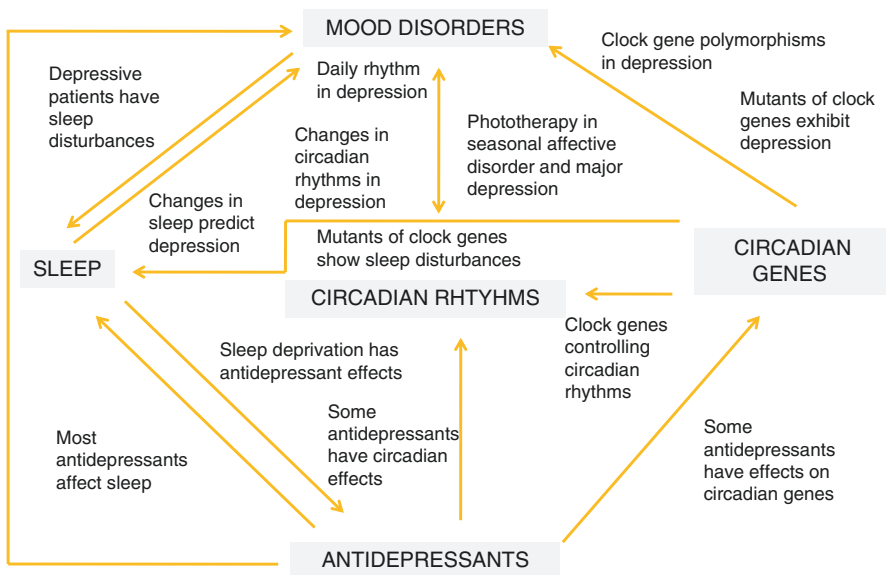 MOOD DISORDERS
Depressive
patients have
sleep
disturbances
Daily rhythm
in depression
Clock gene polymorphisms
in depression
Mutants of clock
genes exhibit
depression
Changes in
circadian
rhythms in
depression
Phototherapy in
seasonal affective
disorder and major
depression
Changes in
sleep predict
depression
Mutants of clock genes
show sleep disturbances
SLEEP
CIRCADIAN
GENES
CIRCADIAN RHTYHMS
Sleep deprivation has
antidepressant effects
Clock genes
controlling
circadian
rhythms
Some
antidepressants
have circadian
effects
Most
antidepressants
affect sleep
Some
antidepressants
have effects on
circadian genes
ANTIDEPRESSANTS